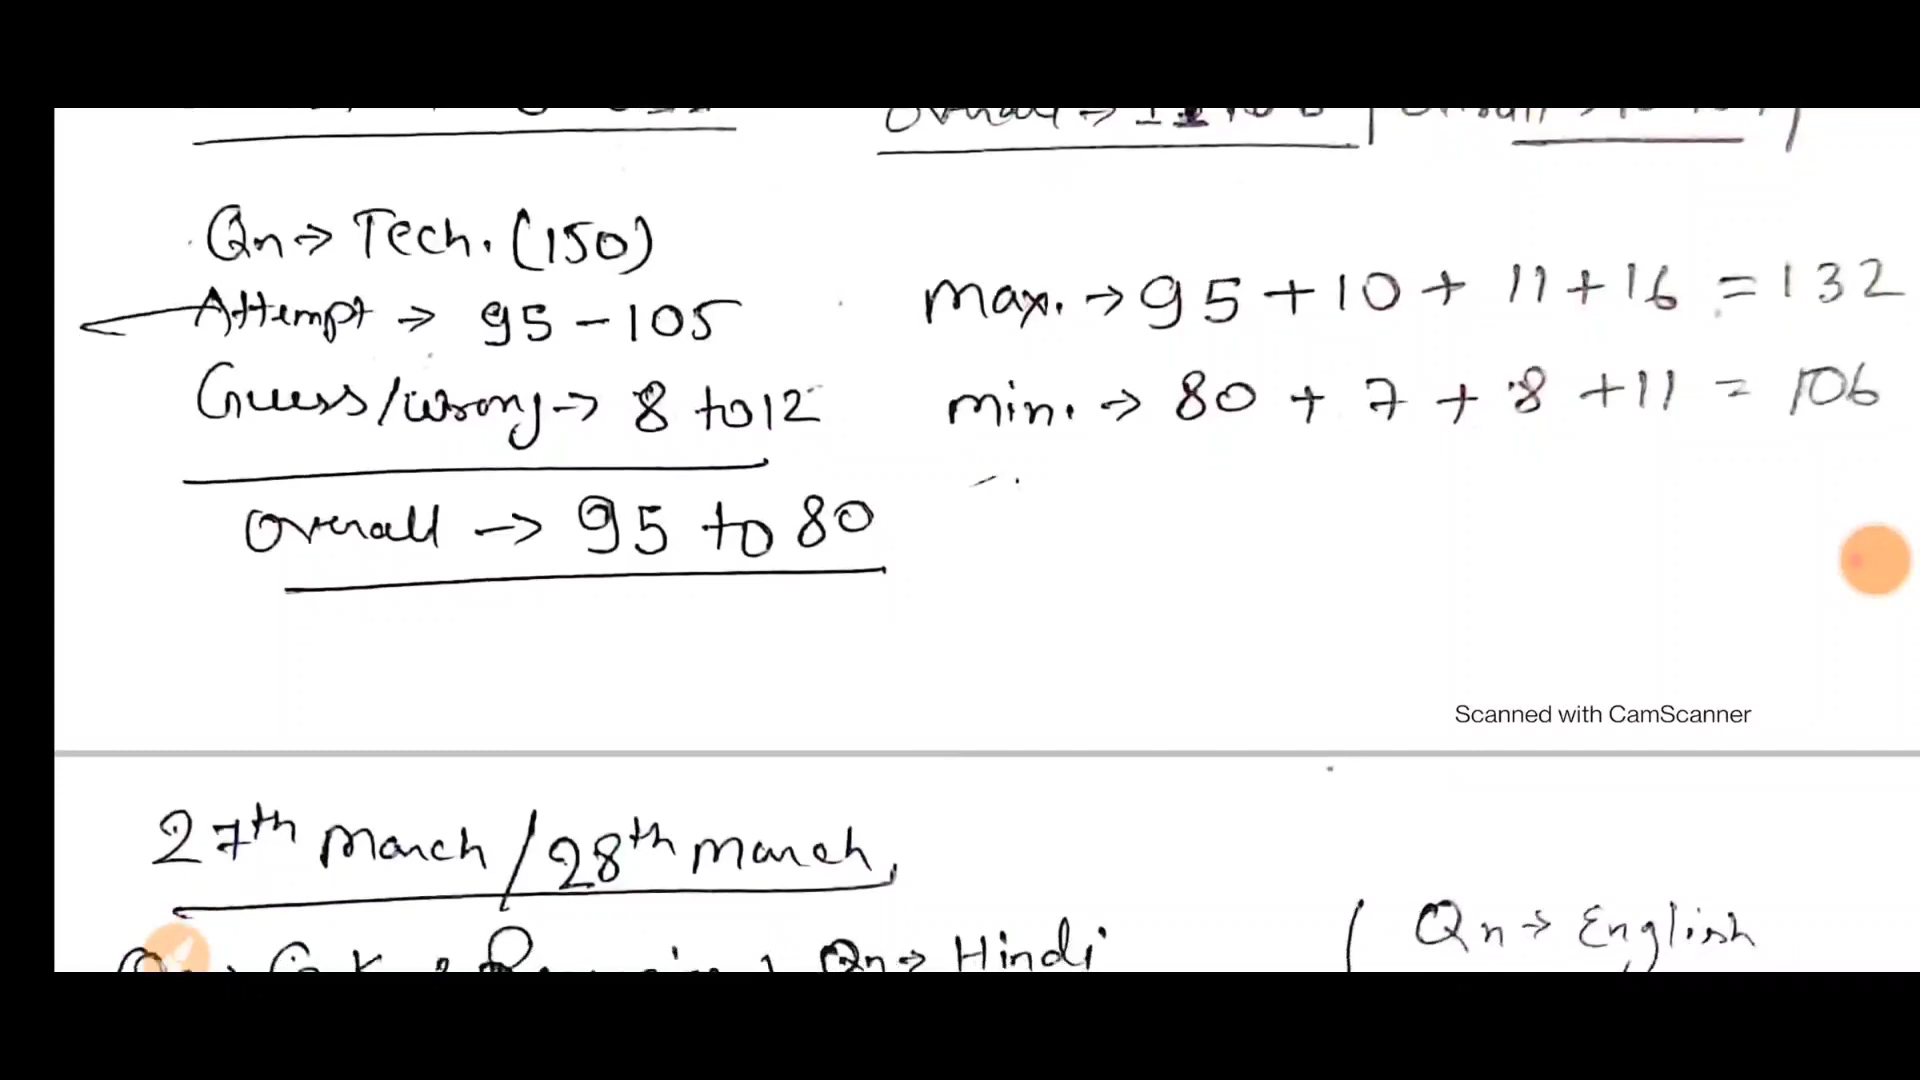 Overall →
Qn → Tech. (150)
Attempt → 95 - 105
Guess/wrong → 8 to 12
Overall → 95 to 80
max. → 95 + 10 + 11 + 16 = 132
min. → 80 + 7 + 8 + 11 = 106
Scanned with CamScanner
27th march / 28th march,
Qn → Hindi
Qn → English